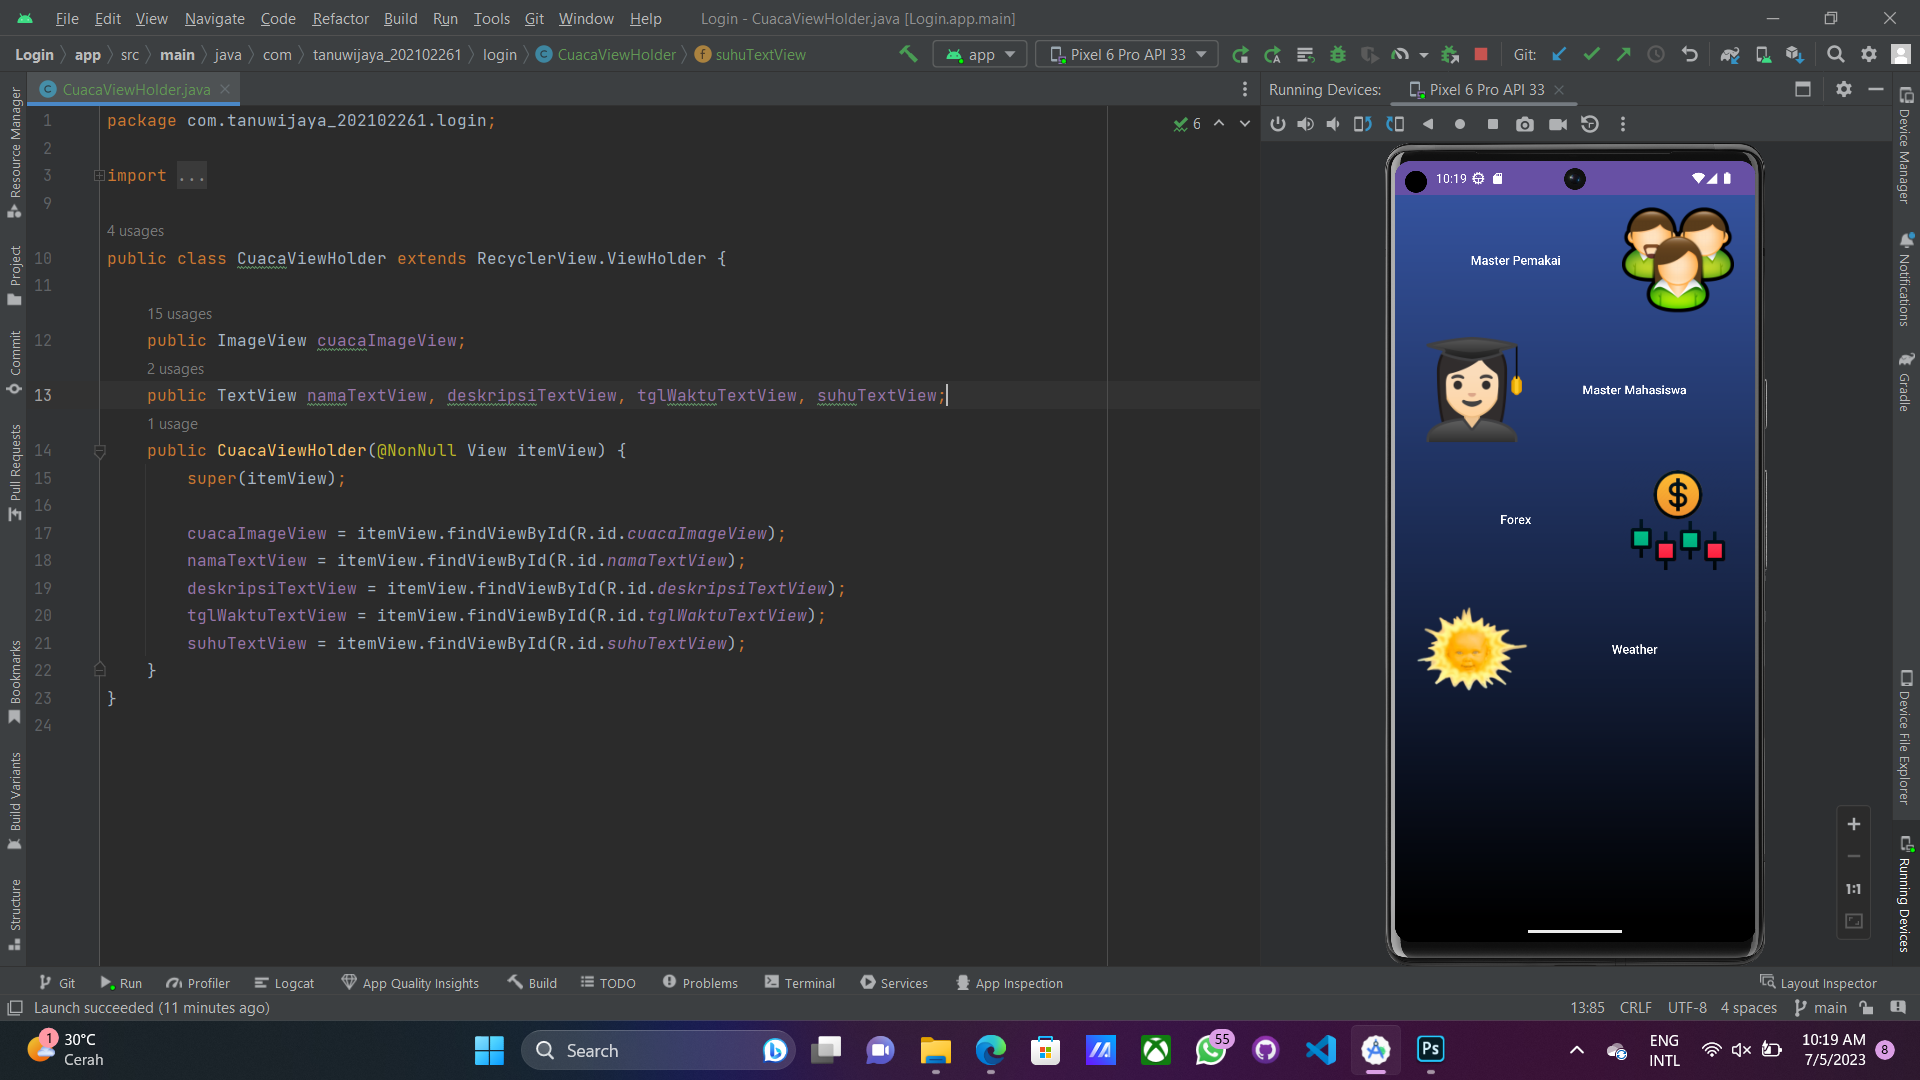 File Edit View Navigate Code Refactor Build Run Tools Git Window Help Login - CuacaViewHolder.java [Login.app.main]
Login app src main java com tanuwijaya_202102261 login CuacaViewHolder suhuTextView app Pixel 6 Pro API 33 Git:
CuacaViewHolder.java
Running Devices: Pixel 6 Pro API 33
6
1 package com.tanuwijaya_202102261.login;
2
3 import ...
9
4 usages
10 public class CuacaViewHolder extends RecyclerView.ViewHolder {
11
15 usages
12 public ImageView cuacaImageView;
2 usages
13 public TextView namaTextView, deskripsiTextView, tglWaktuTextView, suhuTextView;
1 usage
14 public CuacaViewHolder(@NonNull View itemView) {
15 super(itemView);
16
17 cuacaImageView = itemView.findViewById(R.id.cuacaImageView);
18 namaTextView = itemView.findViewById(R.id.namaTextView);
19 deskripsiTextView = itemView.findViewById(R.id.deskripsiTextView);
20 tglWaktuTextView = itemView.findViewById(R.id.tglWaktuTextView);
21 suhuTextView = itemView.findViewById(R.id.suhuTextView);
22 }
23 }
24
Resource Manager
Project
Commit
Pull Requests
Bookmarks
Build Variants
Structure
10:19
Master Pemakai
Master Mahasiswa
$
Forex
Weather
Device Manager
Notifications
Gradle
Device File Explorer
Running Devices
1:1
Git Run Profiler Logcat App Quality Insights Build TODO Problems Terminal Services App Inspection Layout Inspector
Launch succeeded (11 minutes ago) 13:85 CRLF UTF-8 4 spaces main
1
30°C
Cerah
Search
55
Ps
ENG
INTL
10:19 AM
7/5/2023
8